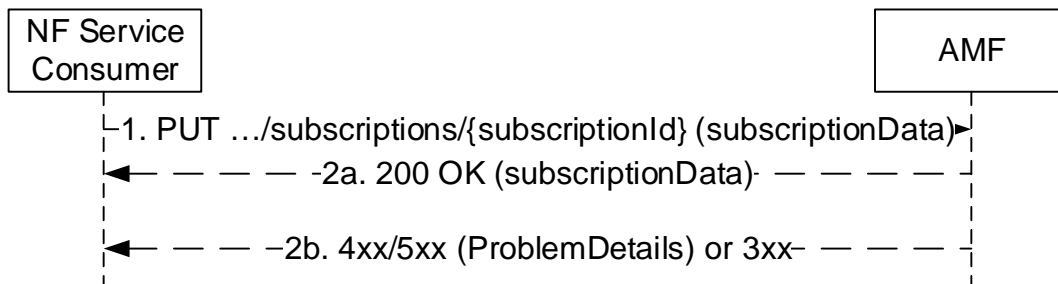 NF Service
Consumer
AMF
1. PUT …/subscriptions/{subscriptionId} (subscriptionData)
2a. 200 OK (subscriptionData)
2b. 4xx/5xx (ProblemDetails) or 3xx